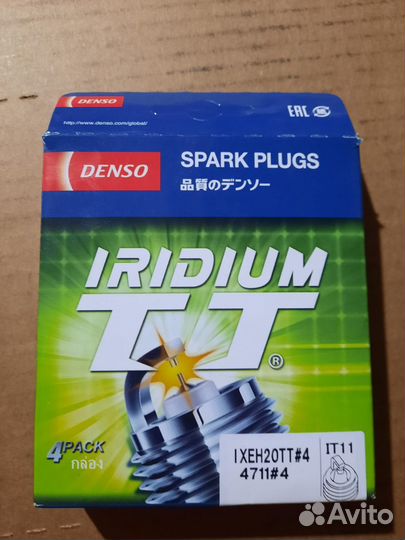 DENSO
http://www.denso.com/global/
EAC
DENSO
SPARK PLUGS
品質のデンソー
IRIDIUM
TT®
4PACK
กล่อง
IXEH20TT#4
4711#4
IT11
Avito